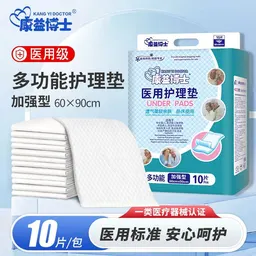 KANG YI DOCTOR
康益博士
医用级
多功能护理垫
加强型 60×90cm
康益博士
医用护理垫
UNDER PADS
多功能
加强型
10片
一类医疗器械认证
10片/包
医用标准 安心呵护